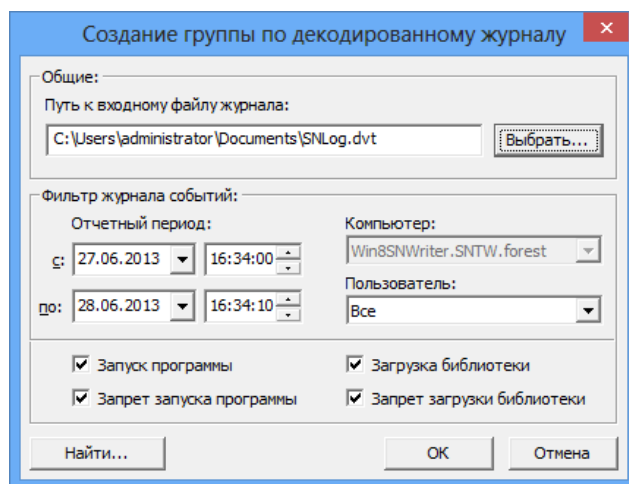 Создание группы по декодированному журналу
Общие:
Путь к входному файлу журнала:
C:\Users\administrator\Documents\SNLog.dvt Выбрать...
Фильтр журнала событий:
Отчетный период: Компьютер:
с: 27.06.2013 16:34:00 Win8SNWriter.SNTW.forest
Пользователь:
по: 28.06.2013 16:34:10 Все
Запуск программы Загрузка библиотеки
Запрет запуска программы Запрет загрузки библиотеки
Найти... ОК Отмена